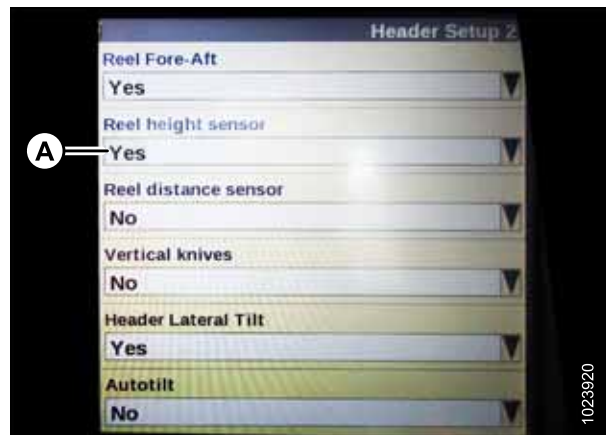 Header Setup 2
Reel Fore-Aft
Yes
Reel height sensor
A
Yes
Reel distance sensor
No
Vertical knives
No
Header Lateral Tilt
Yes
Autotilt
No
1023920